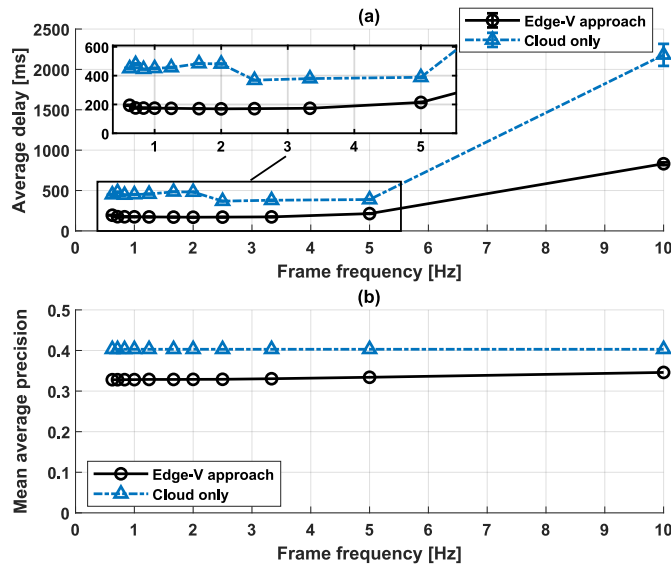 (a)
Edge-V approach
Cloud only
Average delay [ms]
2500
2000
1500
1000
500
0
600
400
200
0
1 2 3 4 5
0 1 2 3 4 5 6 7 8 9 10
Frame frequency [Hz]
(b)
Mean average precision
0.5
0.4
0.3
0.2
0.1
0
Edge-V approach
Cloud only
0 1 2 3 4 5 6 7 8 9 10
Frame frequency [Hz]